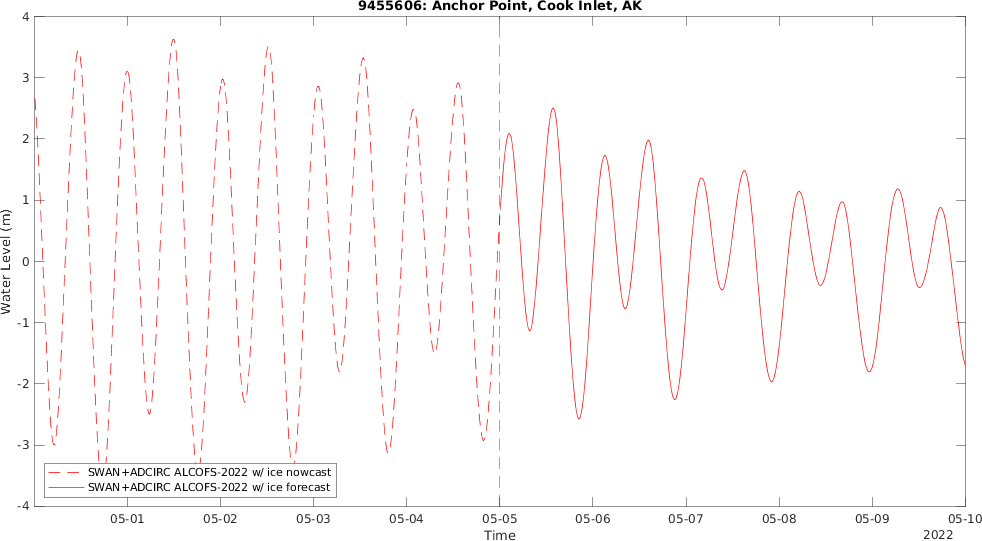 9455606: Anchor Point, Cook Inlet, AK
4
3
2
1
0
-1
-2
-3
-4
Water Level (m)
SWAN+ADCIRC ALCOFS-2022 w/ ice nowcast
SWAN+ADCIRC ALCOFS-2022 w/ ice forecast
05-01 05-02 05-03 05-04 05-05 05-06 05-07 05-08 05-09 05-10
Time
2022